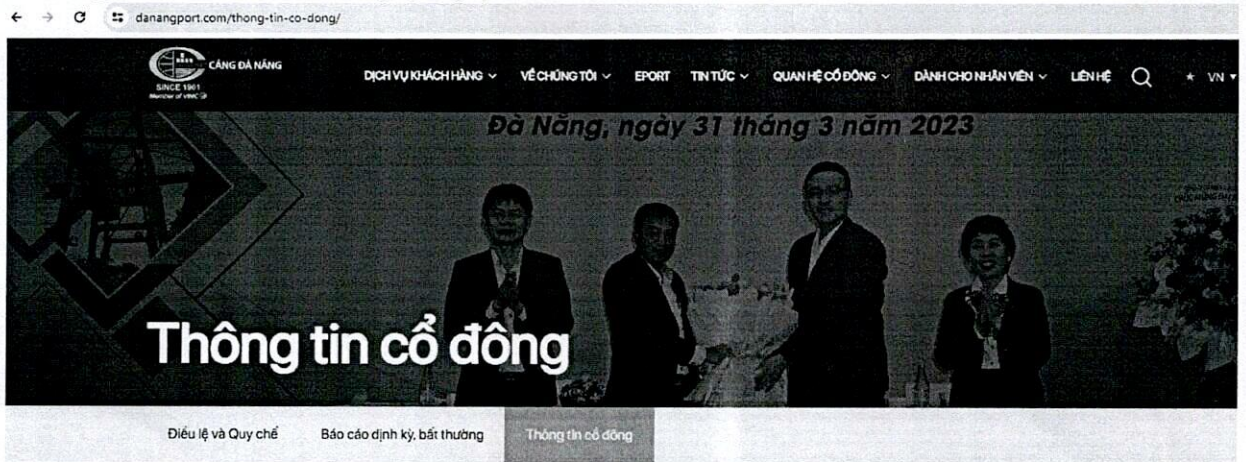 danangport.com/thong-tin-co-dong/
CẢNG ĐÀ NẴNG
SINCE 1901
Member of VIMC
DỊCH VỤ KHÁCH HÀNG
VỀ CHÚNG TÔI
EPORT
TIN TỨC
QUAN HỆ CỔ ĐÔNG
DÀNH CHO NHÂN VIÊN
LIÊN HỆ
VN
Đà Nẵng, ngày 31 tháng 3 năm 2023
Thông tin cổ đông
Điều lệ và Quy chế
Báo cáo định kỳ, bất thường
Thông tin cổ đông